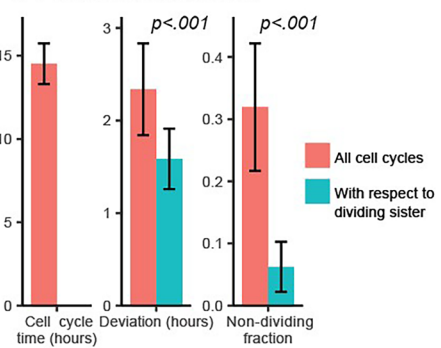 p<.001
p<.001
15
10
5
0
3
2
1
0
0.4
0.3
0.2
0.1
0.0
All cell cycles
With respect to
dividing sister
Cell cycle
time (hours)
Deviation (hours)
Non-dividing
fraction